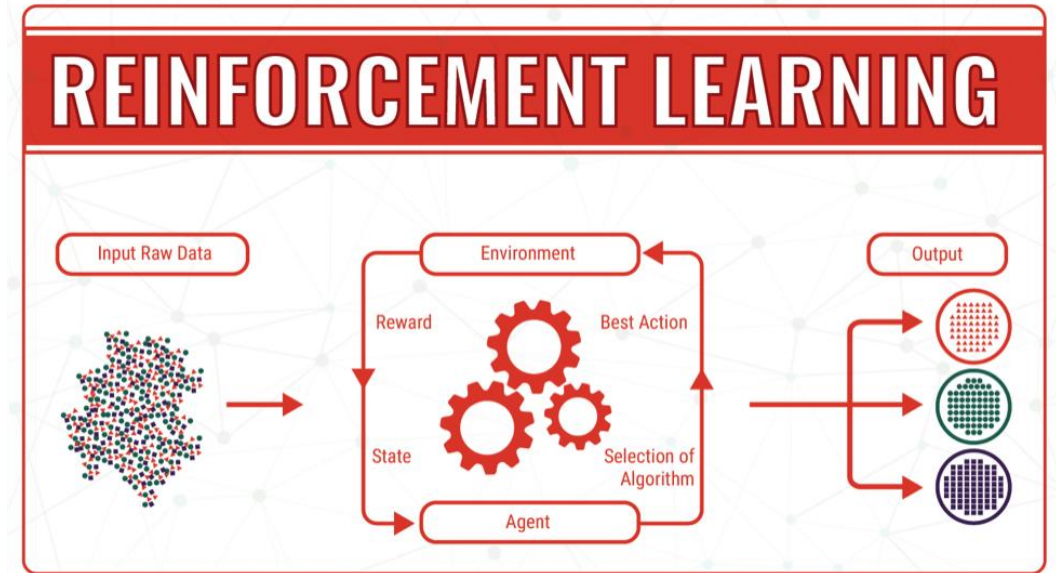 REINFORCEMENT LEARNING
Input Raw Data
Environment
Output
Reward
Best Action
State
Selection of
Algorithm
Agent